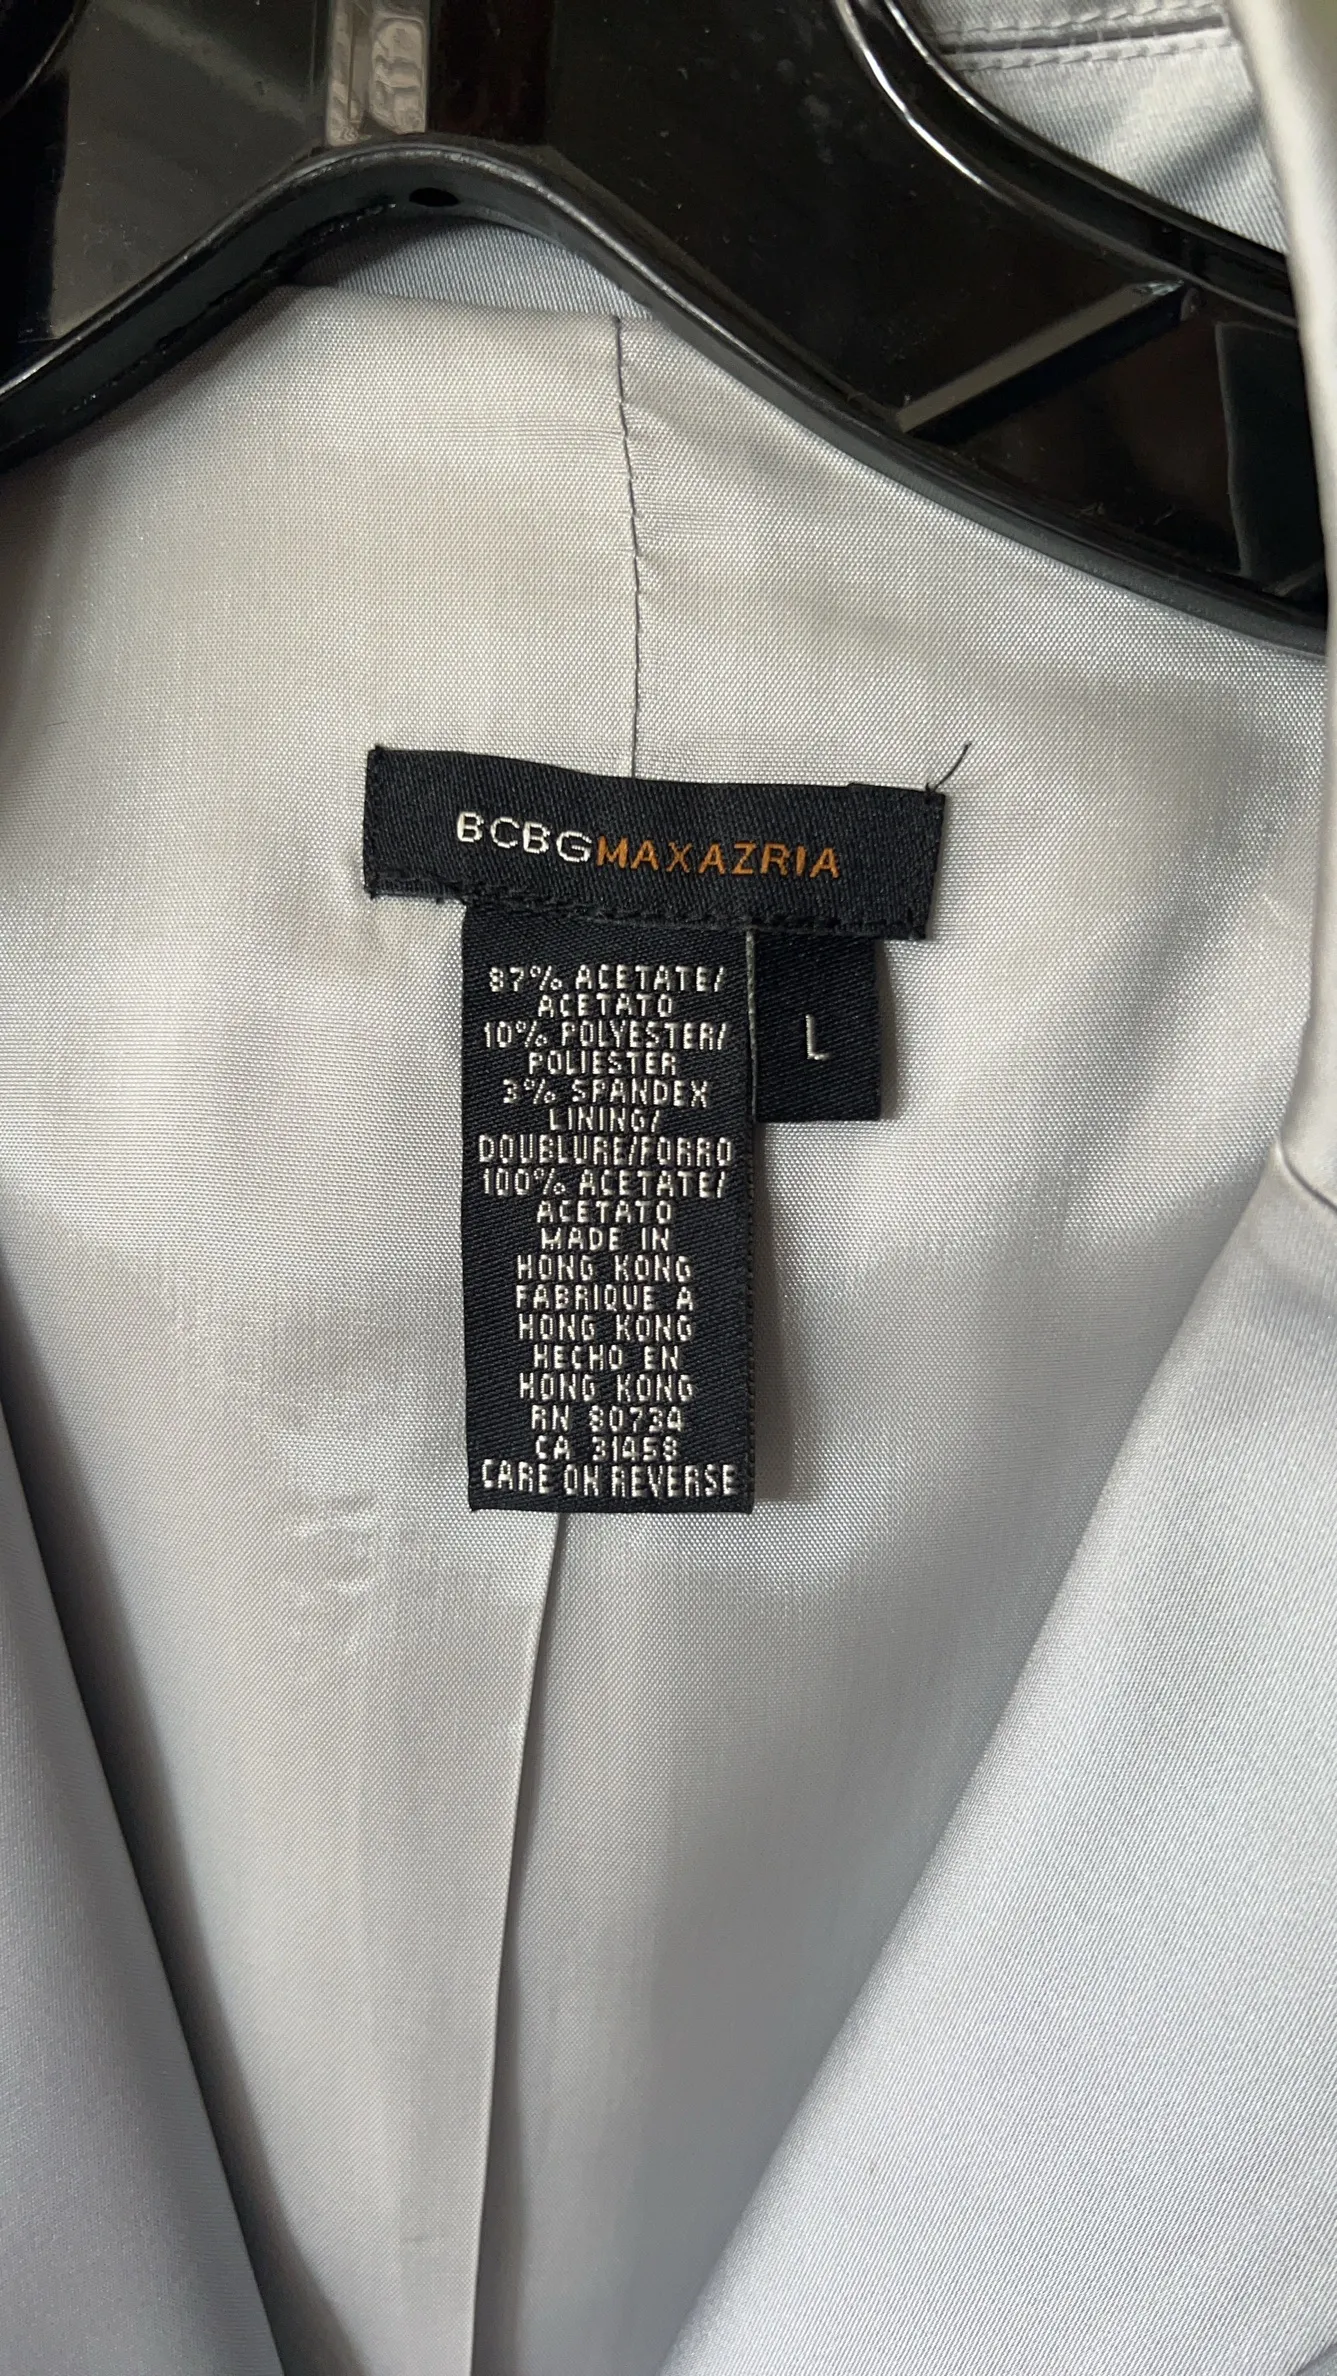 BCBGMAXAZRIA
L
87% ACETATE/
ACETATO
10% POLYESTER/
POLIESTER
3% SPANDEX
LINING/
DOUBLURE/FORRO
100% ACETATE/
ACETATO
MADE IN
HONG KONG
FABRIQUE A
HONG KONG
HECHO EN
HONG KONG
RN 80734
CA 31458
CARE ON REVERSE